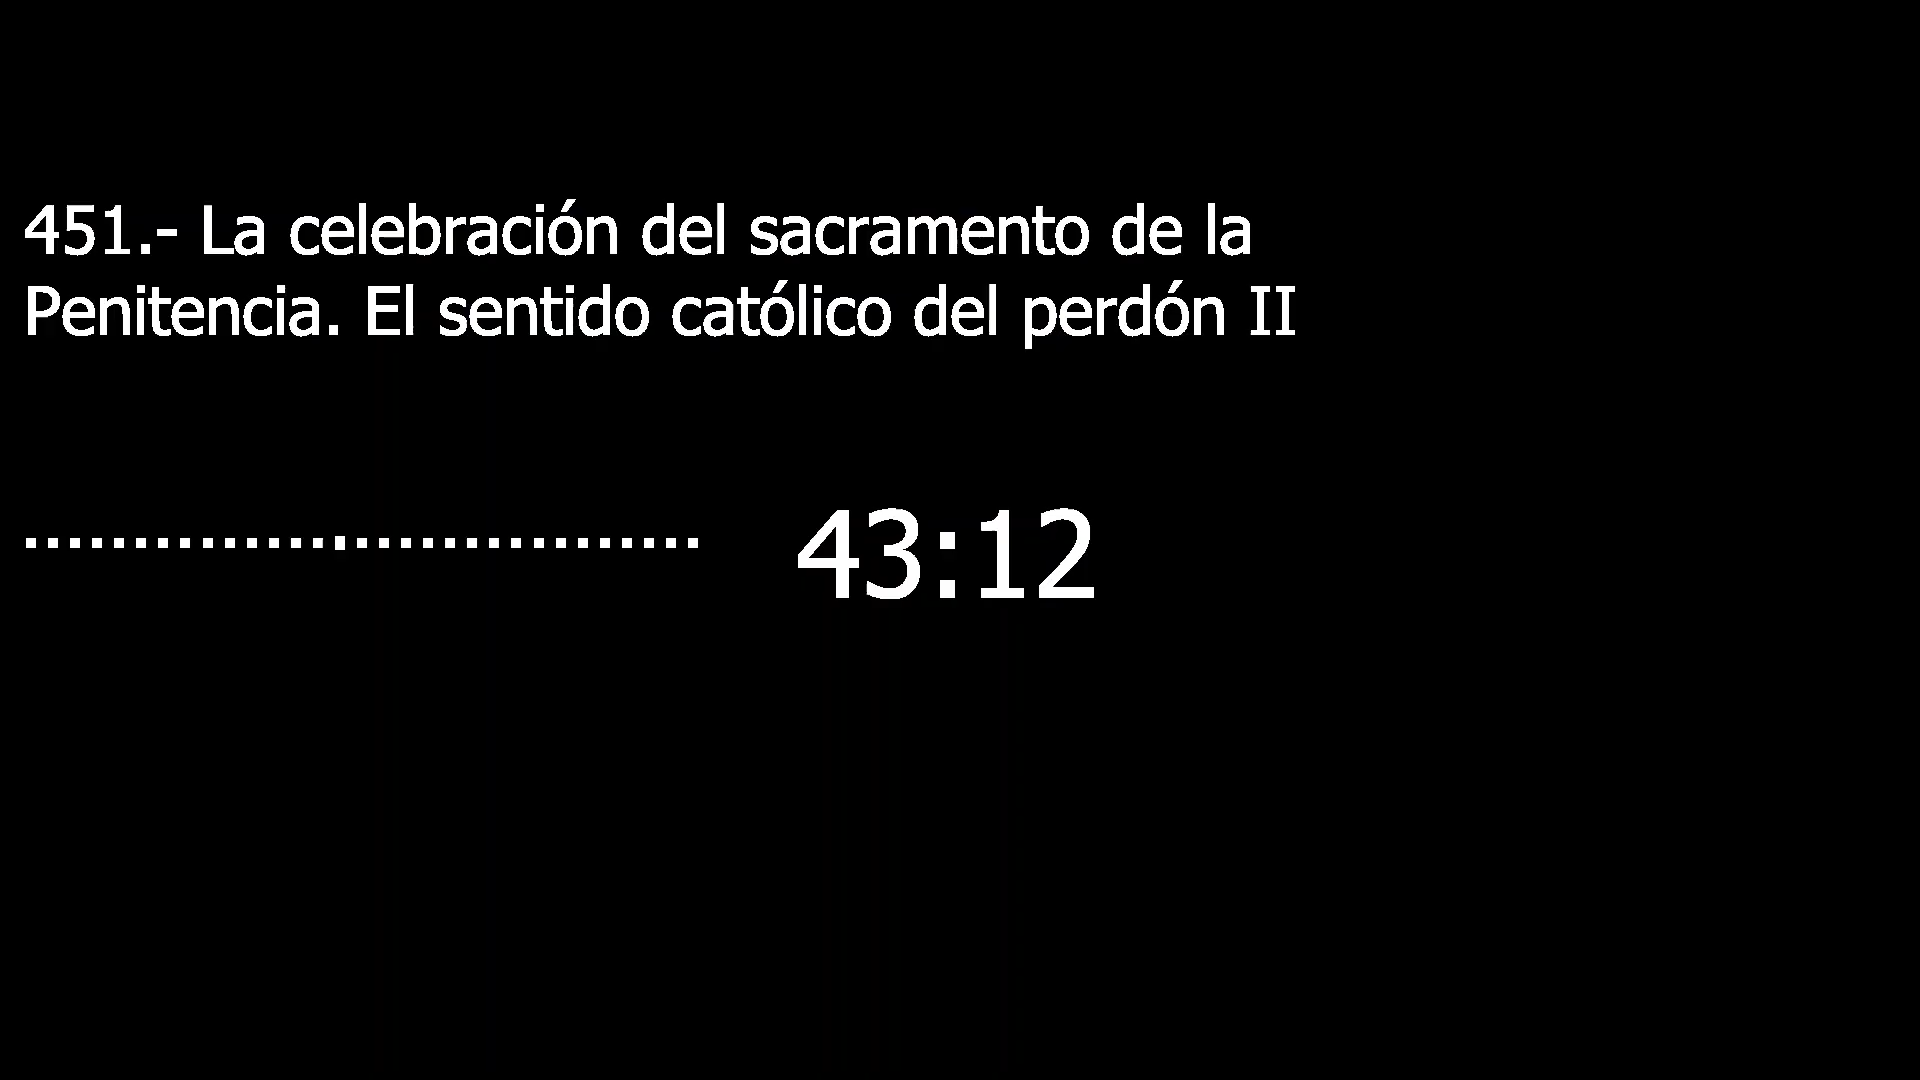 451.- La celebración del sacramento de la
Penitencia. El sentido católico del perdón II
............................... 43:12